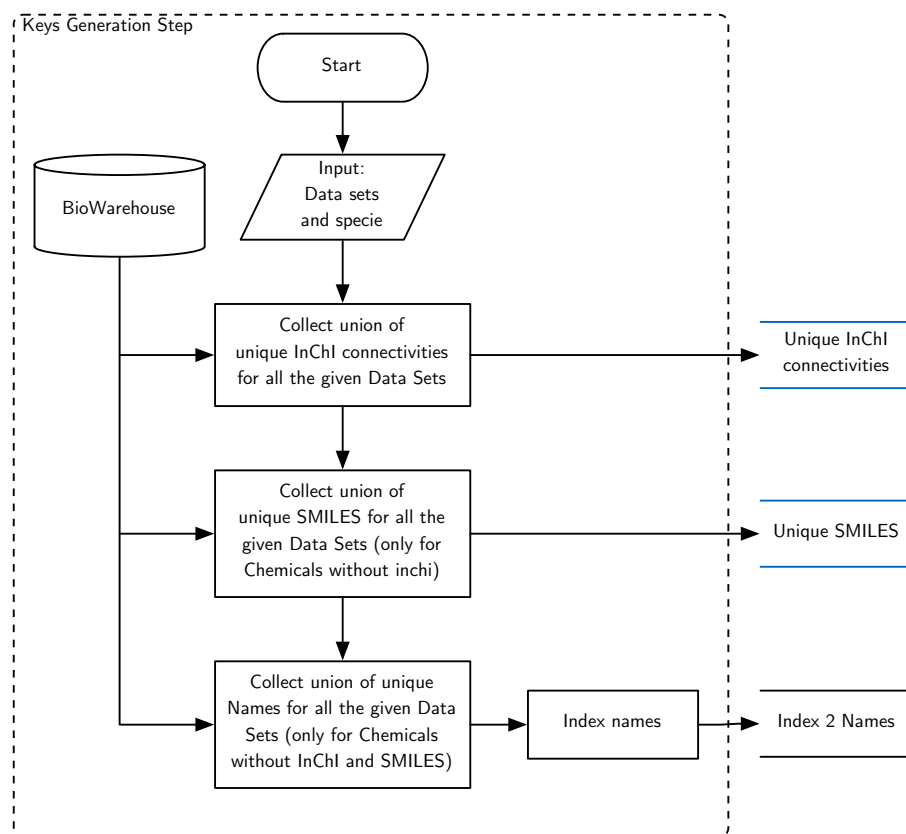 Keys Generation Step
Start
Input:
Data sets
and specie
BioWarehouse
Collect union of
unique InChI connectivities
for all the given Data Sets
Unique InChI
connectivities
Collect union of
unique SMILES for all the
given Data Sets (only for
Chemicals without inchi)
Unique SMILES
Collect union of unique
Names for all the given Data
Sets (only for Chemicals
without InChI and SMILES)
Index names
Index 2 Names